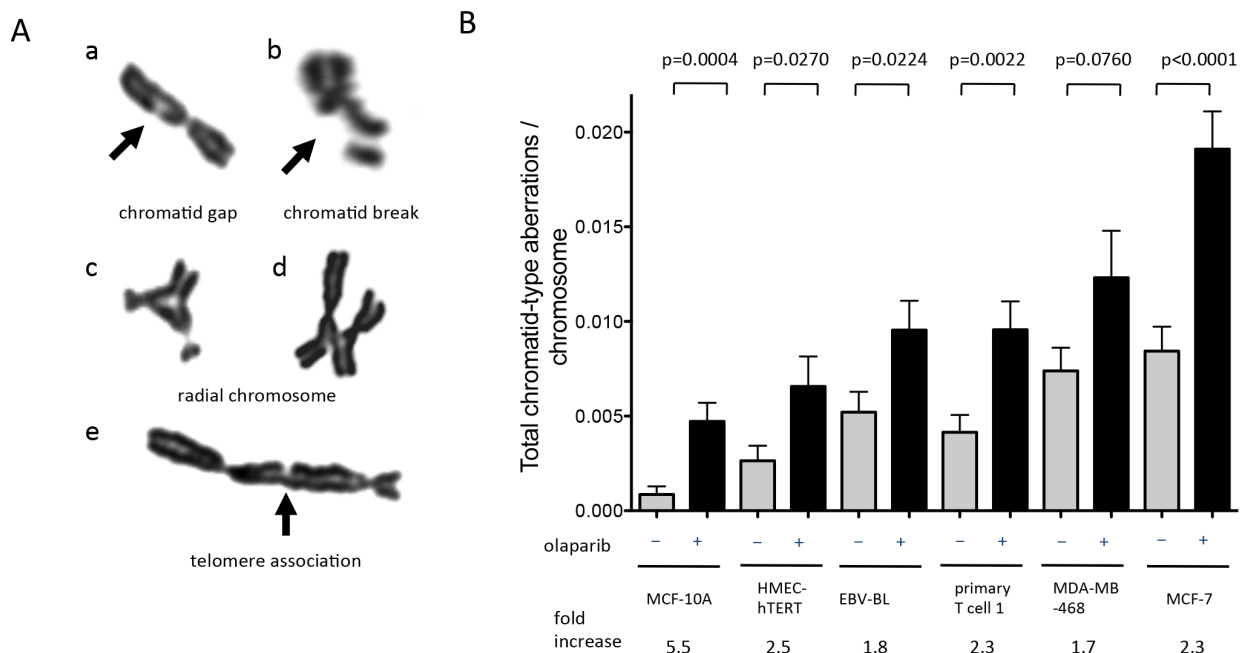 A
a
b
chromatid gap
chromatid break
c
d
radial chromosome
e
telomere association
B
p=0.0004 p=0.0270 p=0.0224 p=0.0022 p=0.0760 p<0.0001
Total chromatid-type aberrations /
chromosome
0.020
0.015
0.010
0.005
0.000
olaparib − + − + − + − + − + − +
MCF-10A
HMEC-
hTERT
EBV-BL
primary
T cell 1
MDA-MB
-468
MCF-7
fold
increase
5.5 2.5 1.8 2.3 1.7 2.3